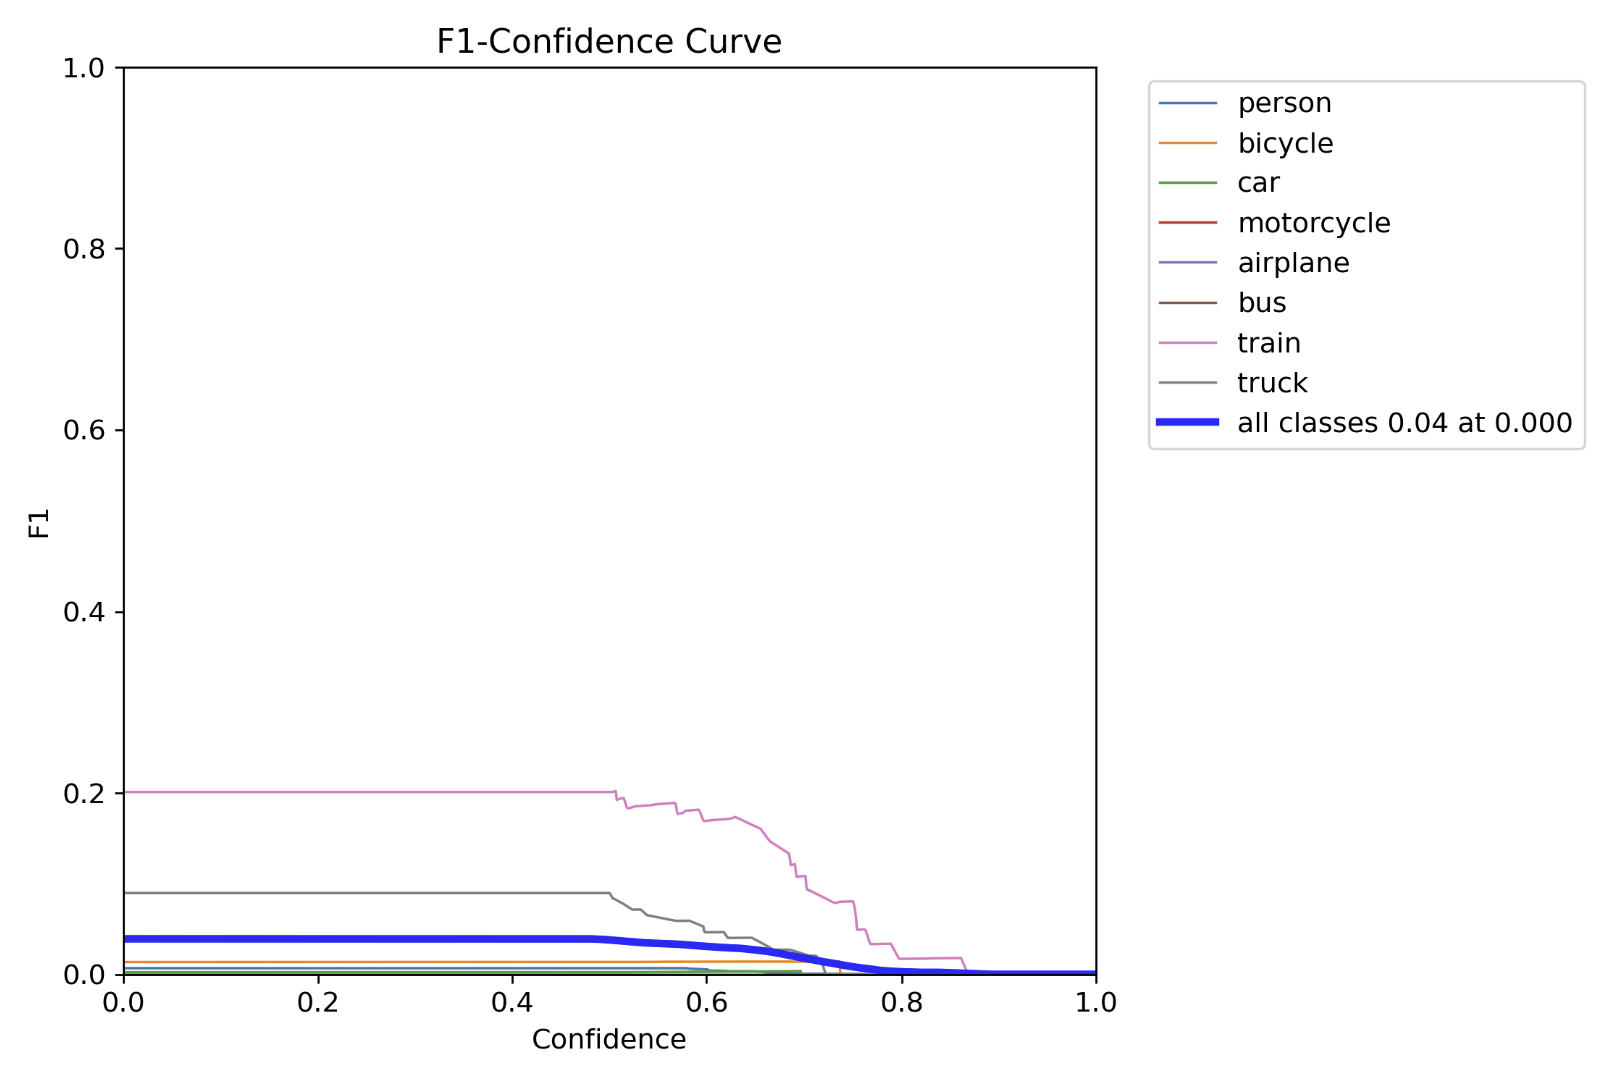 F1-Confidence Curve
1.0
0.8
0.6
0.4
0.2
0.0
F1
0.0 0.2 0.4 0.6 0.8 1.0
Confidence
person
bicycle
car
motorcycle
airplane
bus
train
truck
all classes 0.04 at 0.000